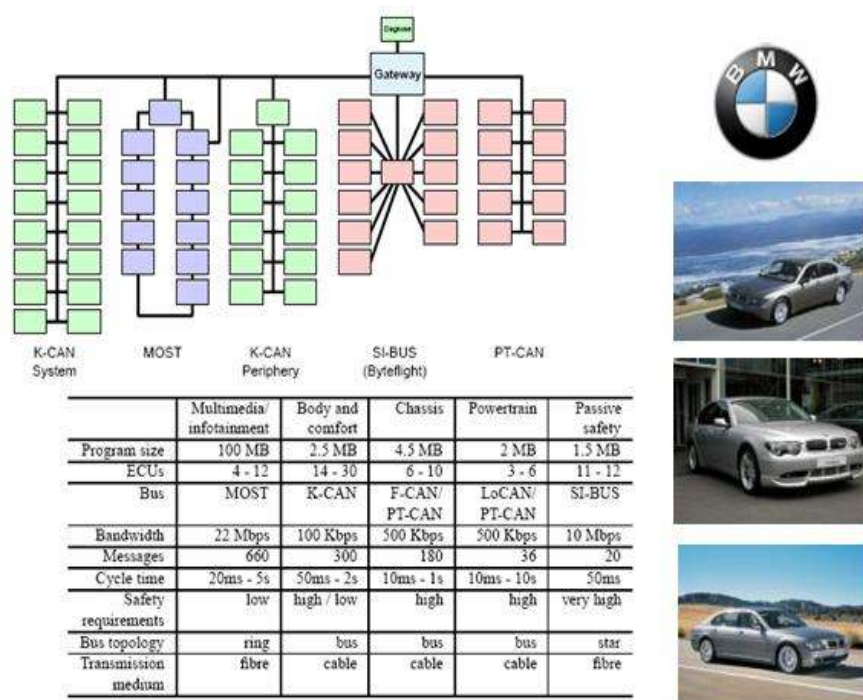 Diagnose
Gateway
BMW
K-CAN
System
MOST
K-CAN
Periphery
SI-BUS
(Byteflight)
PT-CAN
Multimedia/ infotainment Body and comfort Chassis Powertrain Passive safety
Program size 100 MB 2.5 MB 4.5 MB 2 MB 1.5 MB
ECUs 4 - 12 14 - 30 6 - 10 3 - 6 11 - 12
Bus MOST K-CAN F-CAN/ PT-CAN LoCAN/ PT-CAN SI-BUS
Bandwidth 22 Mbps 100 Kbps 500 Kbps 500 Kbps 10 Mbps
Messages 660 300 180 36 20
Cycle time 20ms - 5s 50ms - 2s 10ms - 1s 10ms - 10s 50ms
Safety requirements low high / low high high very high
Bus topology ring bus bus bus star
Transmission medium fibre cable cable cable fibre